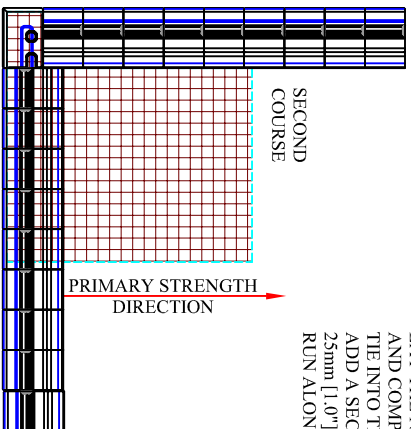 SECOND
COURSE
PRIMARY STRENGTH
DIRECTION
AND COMP
TIE INTO T
ADD A SEC
25mm [1.0"]
RUN ALON